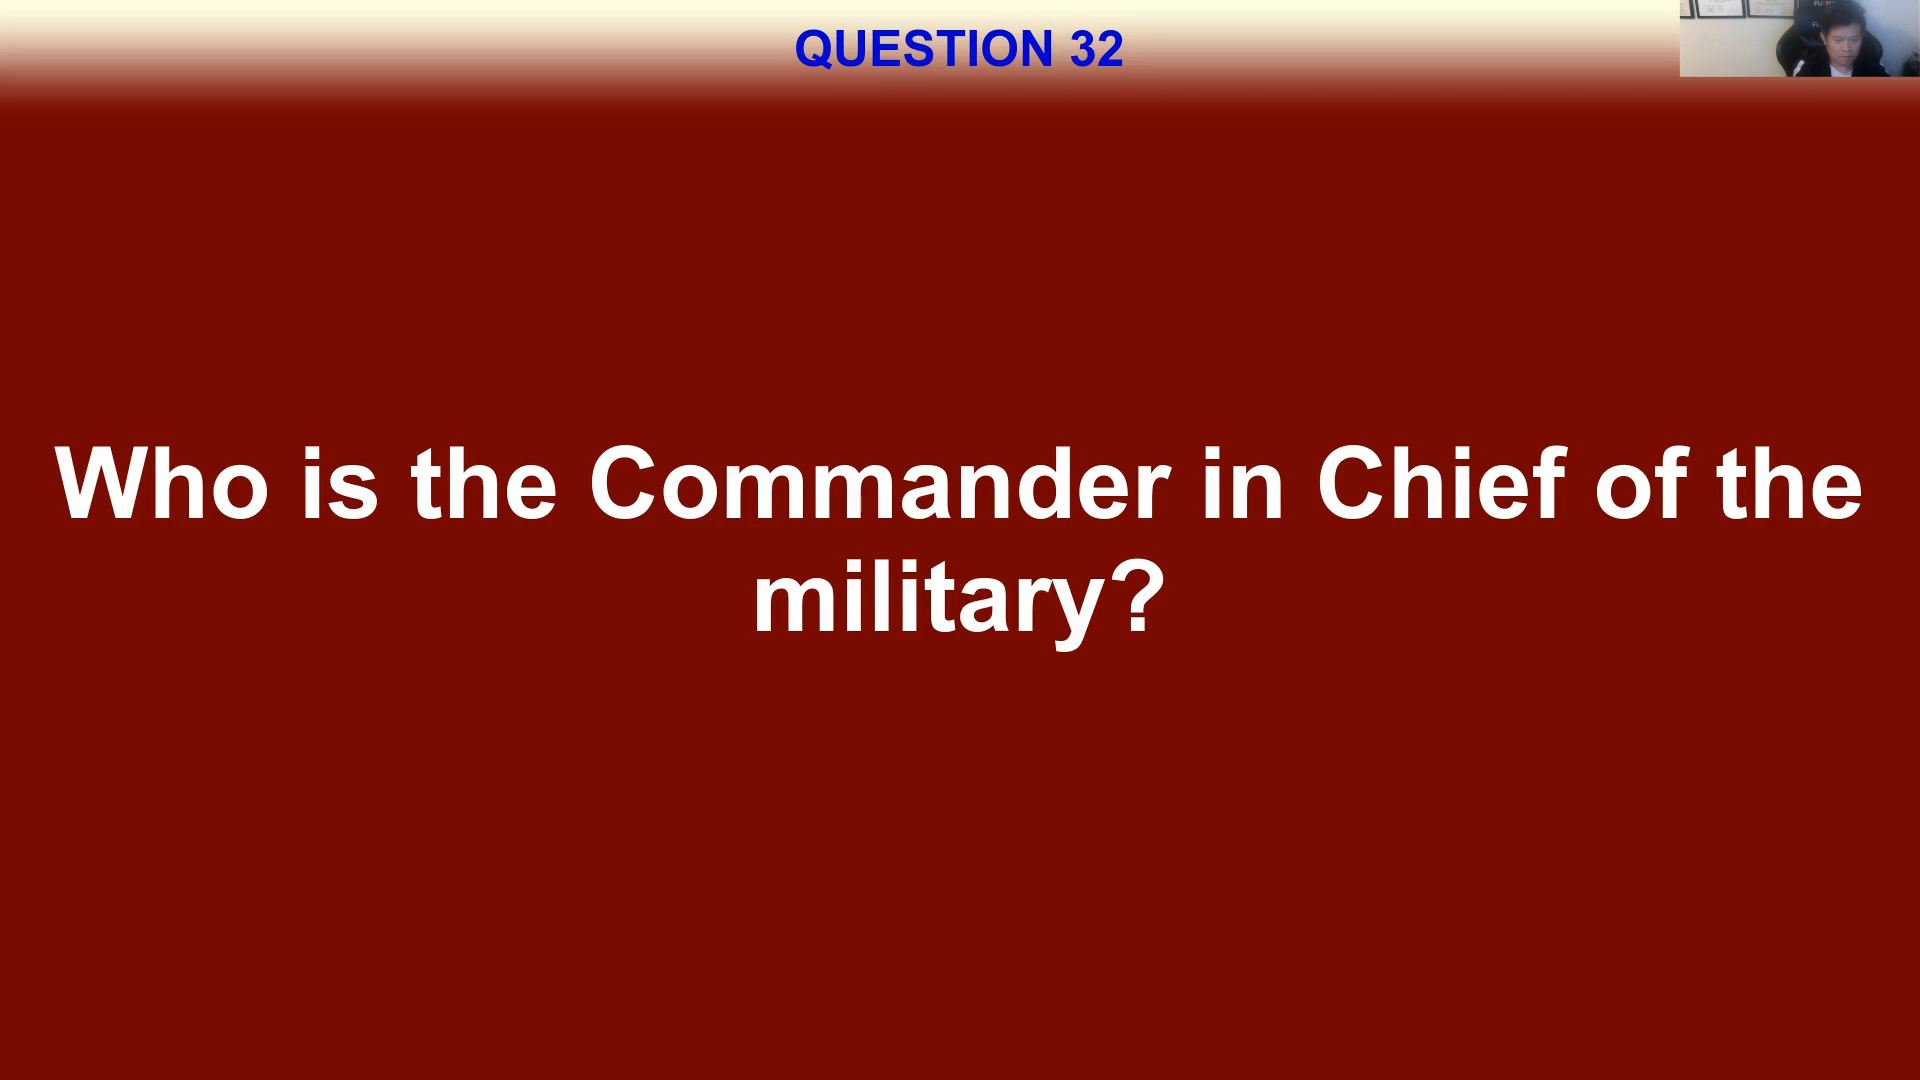 QUESTION 32
Who is the Commander in Chief of the
military?